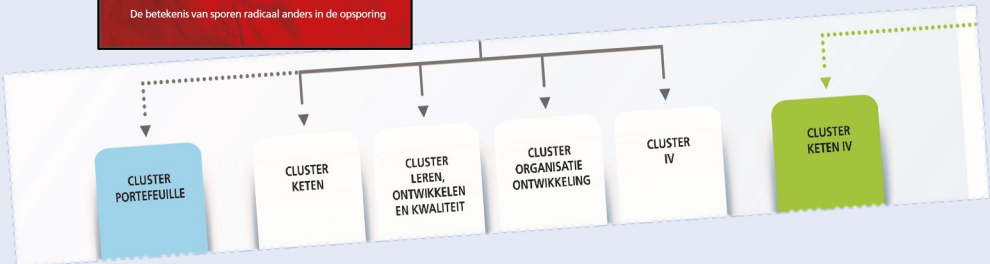 De betekenis van sporen radicaal anders in de opsporing
CLUSTER
PORTEFEUILLE
CLUSTER
KETEN
CLUSTER
LEREN,
ONTWIKKELEN
EN KWALITEIT
CLUSTER
ORGANISATIE
ONTWIKKELING
CLUSTER
IV
CLUSTER
KETEN IV